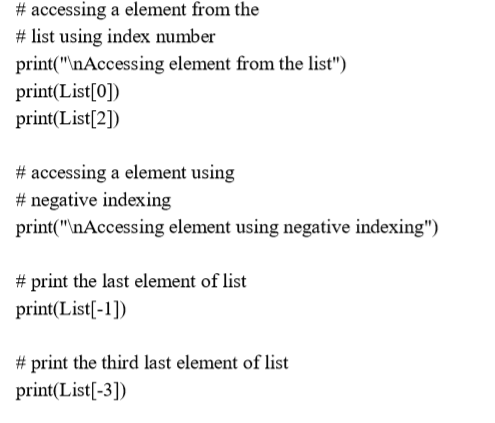 # accessing a element from the
# list using index number
print("\nAccessing element from the list")
print(List[0])
print(List[2])
# accessing a element using
# negative indexing
print("\nAccessing element using negative indexing")
# print the last element of list
print(List[-1])
# print the third last element of list
print(List[-3])